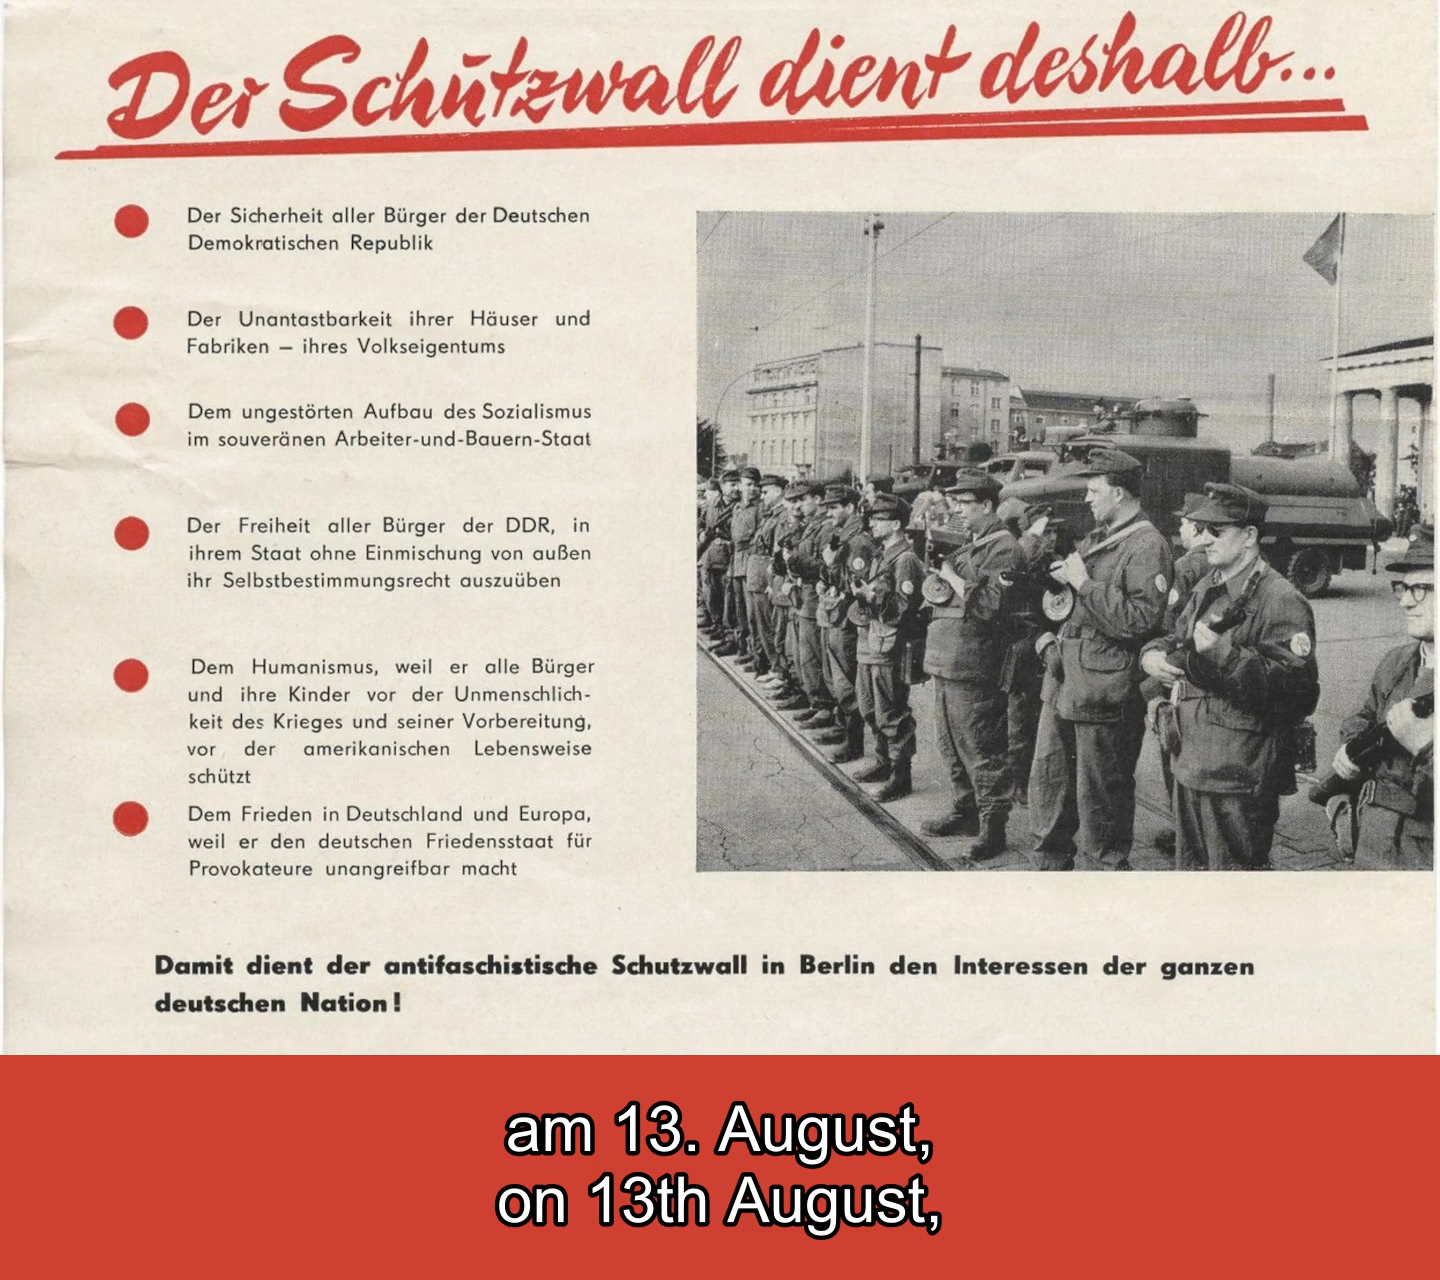 Der Schutzwall dient deshalb...
Der Sicherheit aller Bürger der Deutschen
Demokratischen Republik
Der Unantastbarkeit ihrer Häuser und
Fabriken – ihres Volkseigentums
Dem ungestörten Aufbau des Sozialismus
im souveränen Arbeiter-und-Bauern-Staat
Der Freiheit aller Bürger der DDR, in
ihrem Staat ohne Einmischung von außen
ihr Selbstbestimmungsrecht auszuüben
Dem Humanismus, weil er alle Bürger
und ihre Kinder vor der Unmenschlich-
keit des Krieges und seiner Vorbereitung,
vor der amerikanischen Lebensweise
schützt
Dem Frieden in Deutschland und Europa,
weil er den deutschen Friedensstaat für
Provokateure unangreifbar macht
Damit dient der antifaschistische Schutzwall in Berlin den Interessen der ganzen
deutschen Nation!
am 13. August,
on 13th August,